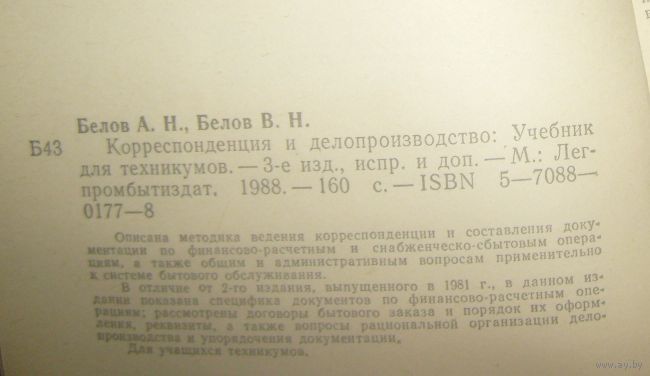 Белов А. Н., Белов В. Н.
Б43 Корреспонденция и делопроизводство: Учебник
для техникумов. — 3-е изд., испр. и доп. — М.: Лег-
промбытиздат, 1988. — 160 с. — ISBN 5—7088—
0177—8
Описана методика ведения корреспонденции и составления доку-
ментации по финансово-расчетным и снабженческо-сбытовым опера-
циям, а также общим и административным вопросам применительно
к системе бытового обслуживания.
В отличие от 2-го издания, выпущенного в 1981 г., в данном из-
дании показана специфика документов по финансово-расчетным опе-
рациям; рассмотрены договоры бытового заказа и порядок их оформ-
ления, реквизиты, а также вопросы рациональной организации дело-
производства и упорядочения документации.
Для учащихся техникумов.
www.ay.by